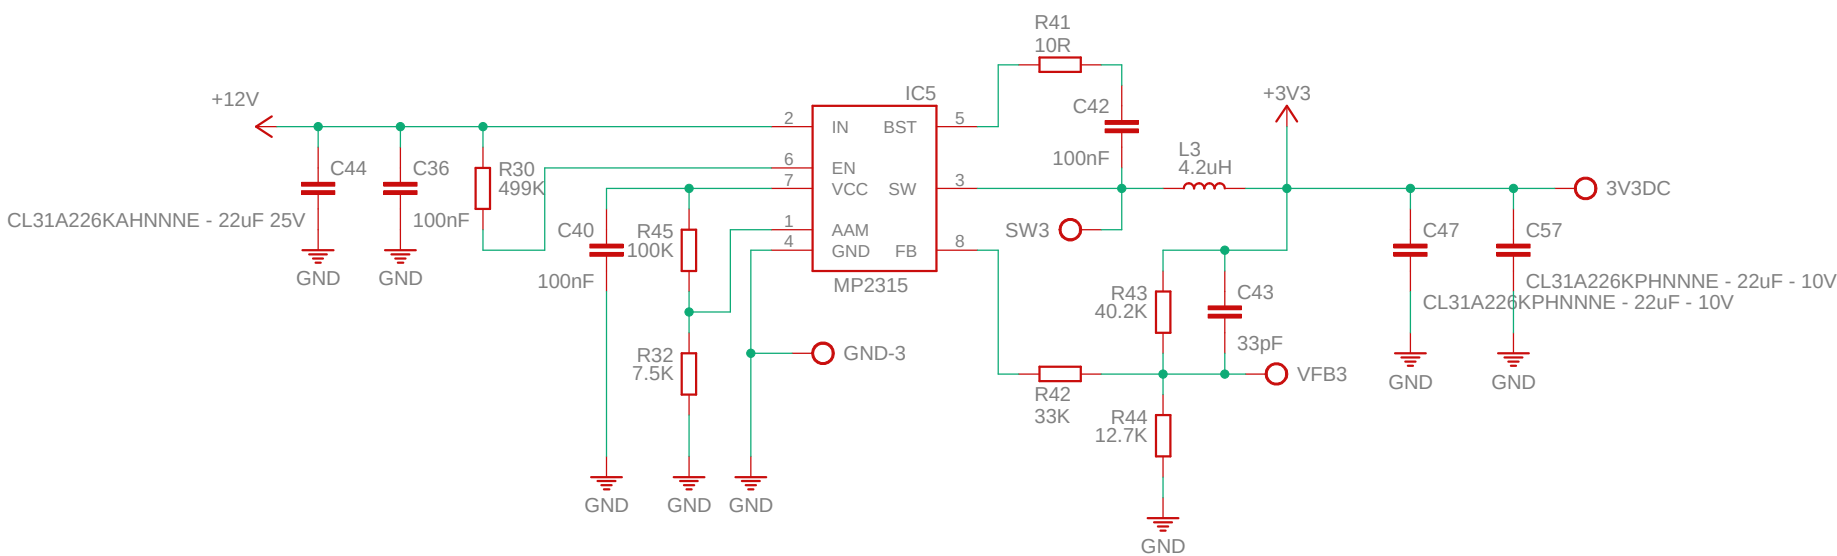 R41
10R
+12V
IC5
+3V3
C42
100nF
2
IN
BST
5
L3
4.2uH
C44
C36
R30
499K
6
EN
7
VCC
SW
3
3V3DC
CL31A226KAHNNNE - 22uF 25V
100nF
C40
R45
100K
1
AAM
4
GND
FB
8
SW3
C47
C57
GND
GND
100nF
MP2315
R43
40.2K
C43
33pF
CL31A226KPHNNNE - 22uF - 10V
CL31A226KPHNNNE - 22uF - 10V
R32
7.5K
GND-3
R42
33K
VFB3
GND
GND
R44
12.7K
GND
GND
GND
GND